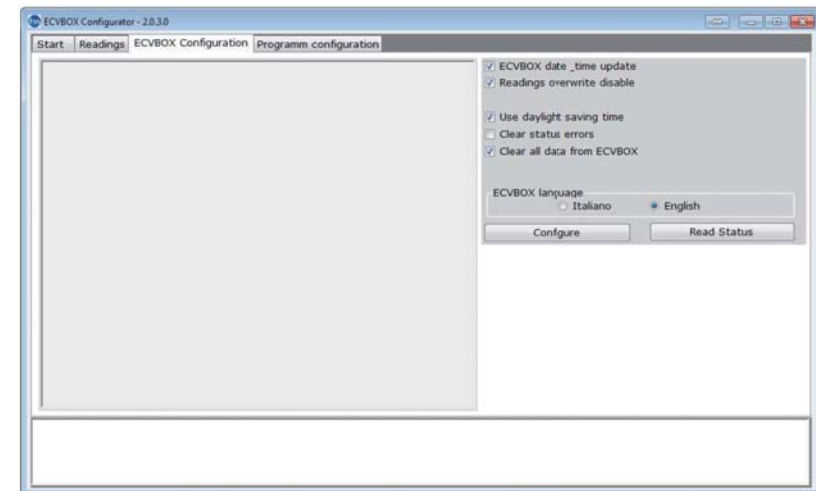 ECVBOX Configurator - 2.0.3.0
Start Readings ECVBOX Configuration Programm configuration
ECVBOX date _time update
Readings overwrite disable
Use daylight saving time
Clear status errors
Clear all data from ECVBOX
ECVBOX language
Italiano English
Confgure Read Status